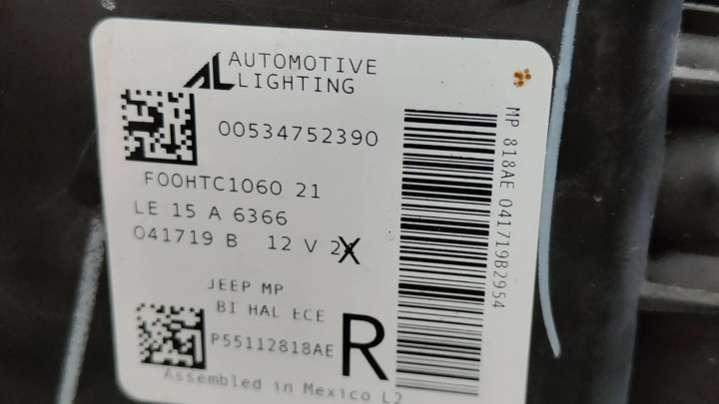 AL AUTOMOTIVE
LIGHTING
00534752390
F00HTC1060 21
LE 15 A 6366
041719 B 12 V 2X
JEEP MP
BI HAL ECE
P55112818AE R
Assembled in Mexico L2
MP 818AE 041719B2954